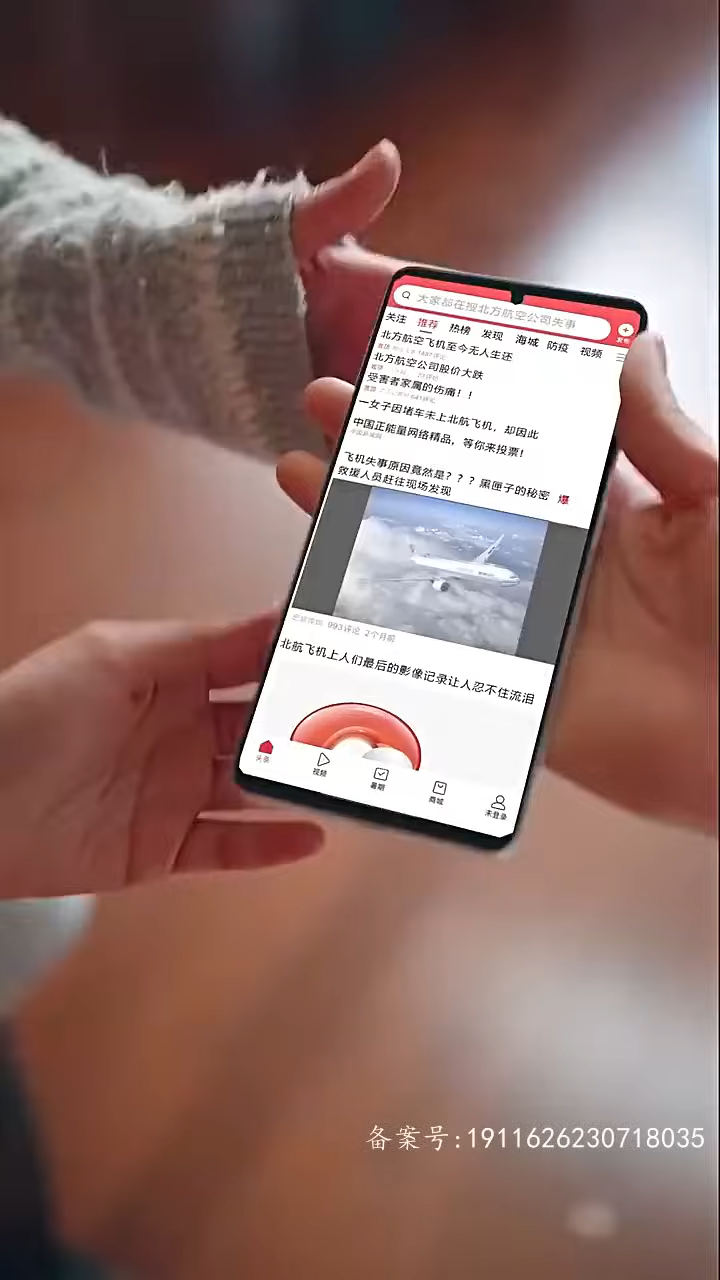 大家都在搜北方航空公司失事
发布
关注 推荐 热榜 发现 海城 防疫 视频
北方航空飞机至今无人生还
北方航空公司股价大跌
受害者家属的伤痛！！
一女子因堵车未上北航飞机，却因此
中国正能量网络精品，等你来投票!
飞机失事原因竟然是？？？黑匣子的秘密 爆
救援人员赶往现场发现
993评论 2个月前
北航飞机上人们最后的影像记录让人忍不住流泪
头条 视频 暑期 商城 未登录
备案号:1911626230718035